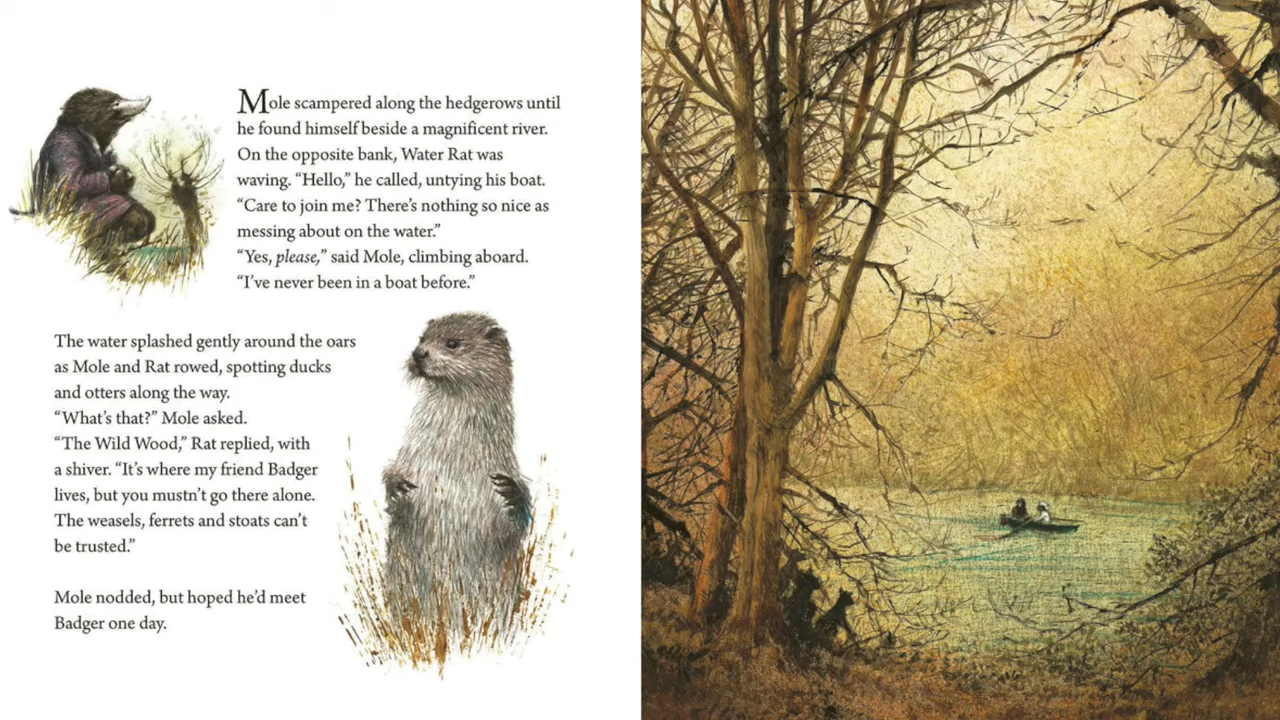 Mole scampered along the hedgerows until
he found himself beside a magnificent river.
On the opposite bank, Water Rat was
waving. “Hello,” he called, untying his boat.
“Care to join me? There’s nothing so nice as
messing about on the water.”
“Yes, please,” said Mole, climbing aboard.
“I’ve never been in a boat before.”
The water splashed gently around the oars
as Mole and Rat rowed, spotting ducks
and otters along the way.
“What’s that?” Mole asked.
“The Wild Wood,” Rat replied, with
a shiver. “It’s where my friend Badger
lives, but you mustn’t go there alone.
The weasels, ferrets and stoats can’t
be trusted.”
Mole nodded, but hoped he’d meet
Badger one day.